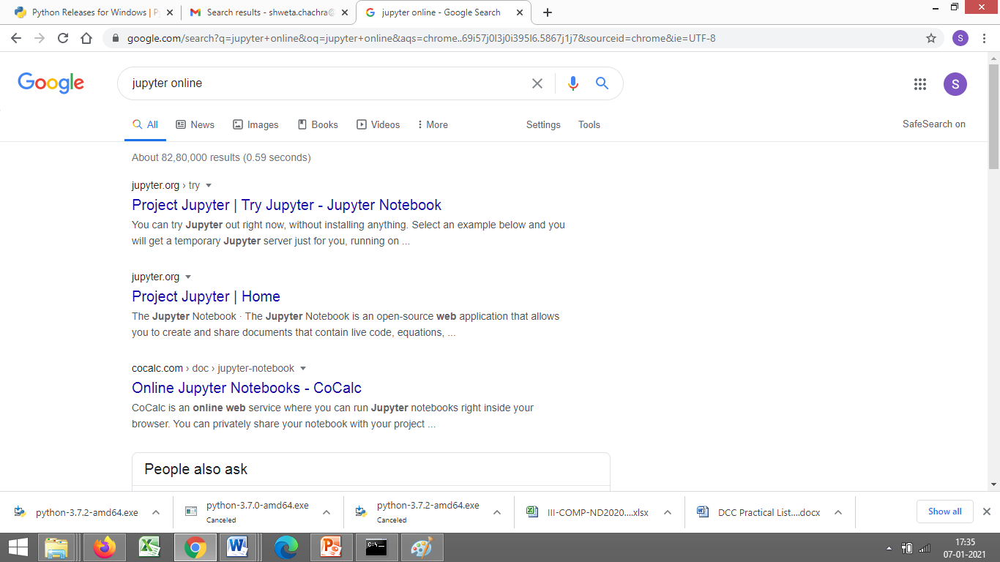 Python Releases for Windows | P
Search results - shweta.chachra@
jupyter online - Google Search
google.com/search?q=jupyter+online&oq=jupyter+online&aqs=chrome..69i57j0l3j0i395l6.5867j1j7&sourceid=chrome&ie=UTF-8
S
Google
jupyter online
S
All
News
Images
Books
Videos
More
Settings
Tools
SafeSearch on
About 82,80,000 results (0.59 seconds)
jupyter.org › try
Project Jupyter | Try Jupyter - Jupyter Notebook
You can try Jupyter out right now, without installing anything. Select an example below and you
will get a temporary Jupyter server just for you, running on ...
jupyter.org
Project Jupyter | Home
The Jupyter Notebook · The Jupyter Notebook is an open-source web application that allows
you to create and share documents that contain live code, equations, ...
cocalc.com › doc › jupyter-notebook
Online Jupyter Notebooks - CoCalc
CoCalc is an online web service where you can run Jupyter notebooks right inside your
browser. You can privately share your notebook with your project ...
People also ask
python-3.7.2-amd64.exe
python-3.7.0-amd64.exe
Canceled
python-3.7.2-amd64.exe
Canceled
III-COMP-ND2020....xlsx
DCC Practical List....docx
Show all
17:35
07-01-2021